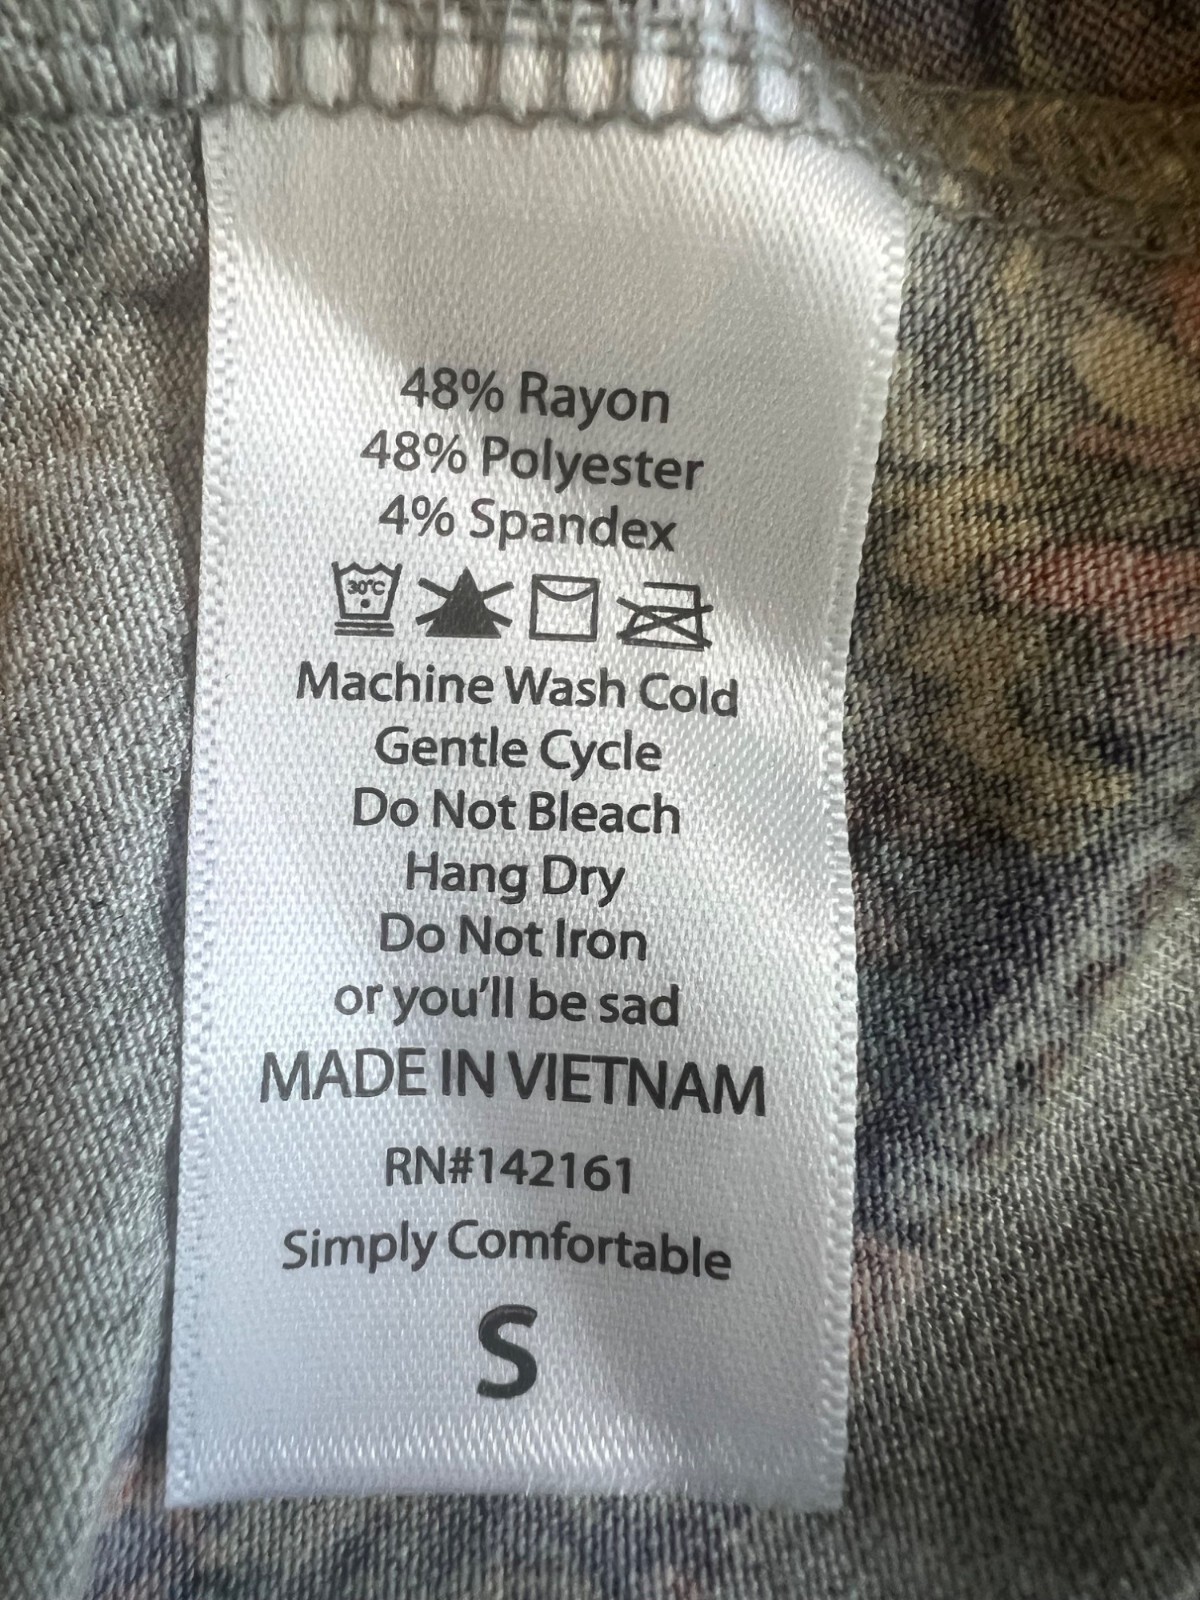 48% Rayon
48% Polyester
4% Spandex
30°C
Machine Wash Cold
Gentle Cycle
Do Not Bleach
Hang Dry
Do Not Iron
or you'll be sad
MADE IN VIETNAM
RN#142161
Simply Comfortable
S